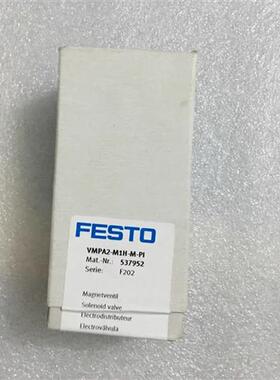 FESTO
VMPA2-M1H-M-PI
Mat.-Nr.: 537952
Serie: F202
Magnetventil
Solenoid valve
Electrodistributeur
Electroválvula